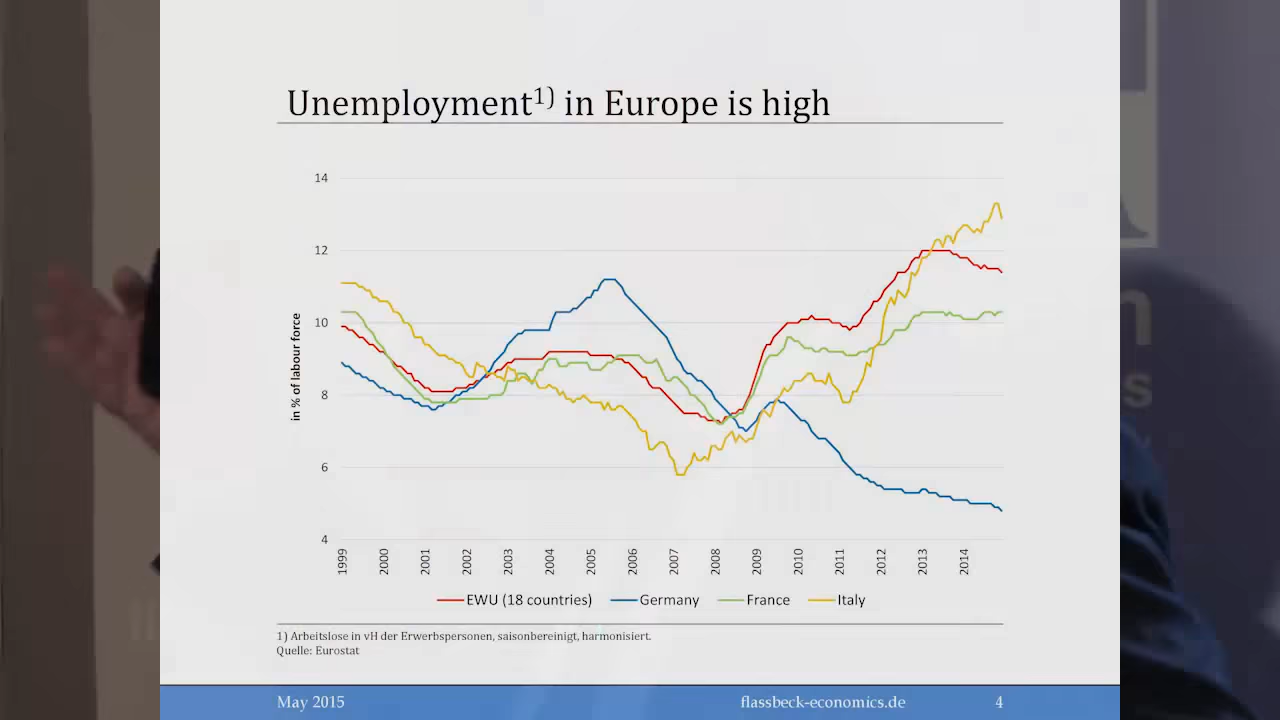 Unemployment1) in Europe is high
14
12
10
8
6
4
in % of labour force
1999 2000 2001 2002 2003 2004 2005 2006 2007 2008 2009 2010 2011 2012 2013 2014
EWU (18 countries) Germany France Italy
1) Arbeitslose in vH der Erwerbspersonen, saisonbereinigt, harmonisiert.
Quelle: Eurostat
May 2015 flassbeck-economics.de 4